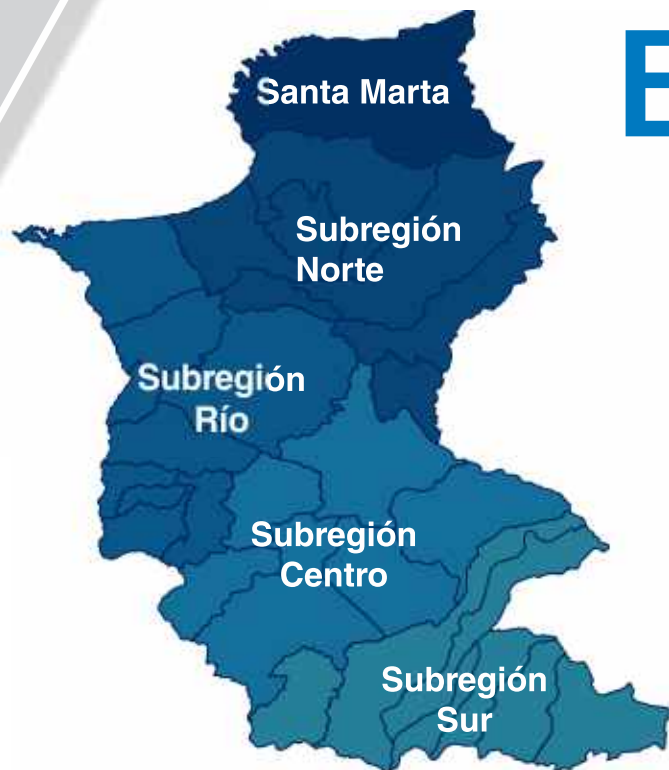 E
Santa Marta
Subregión
Norte
Subregión
Río
Subregión
Centro
Subregión
Sur